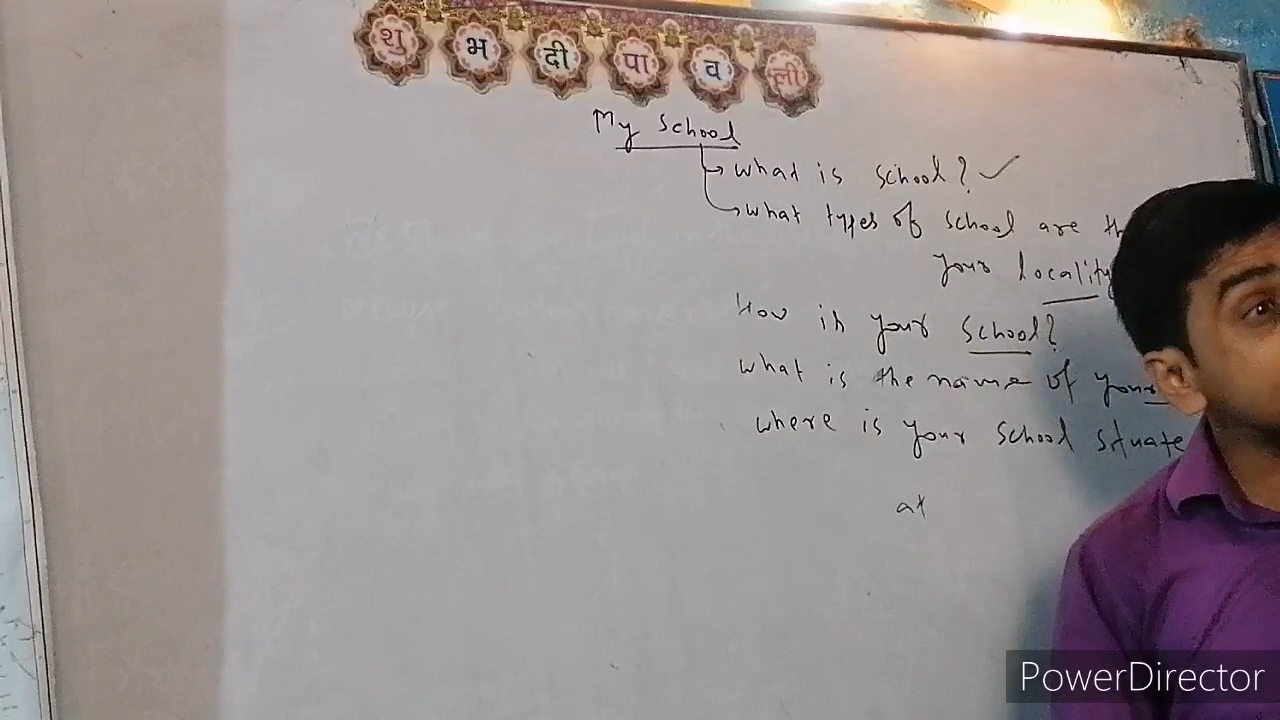 शु भ दी पा व ली
My School
What is School? ✓
What types of School are
your locality
How is your School?
What is the name of your
where is your School situate
at
PowerDirector